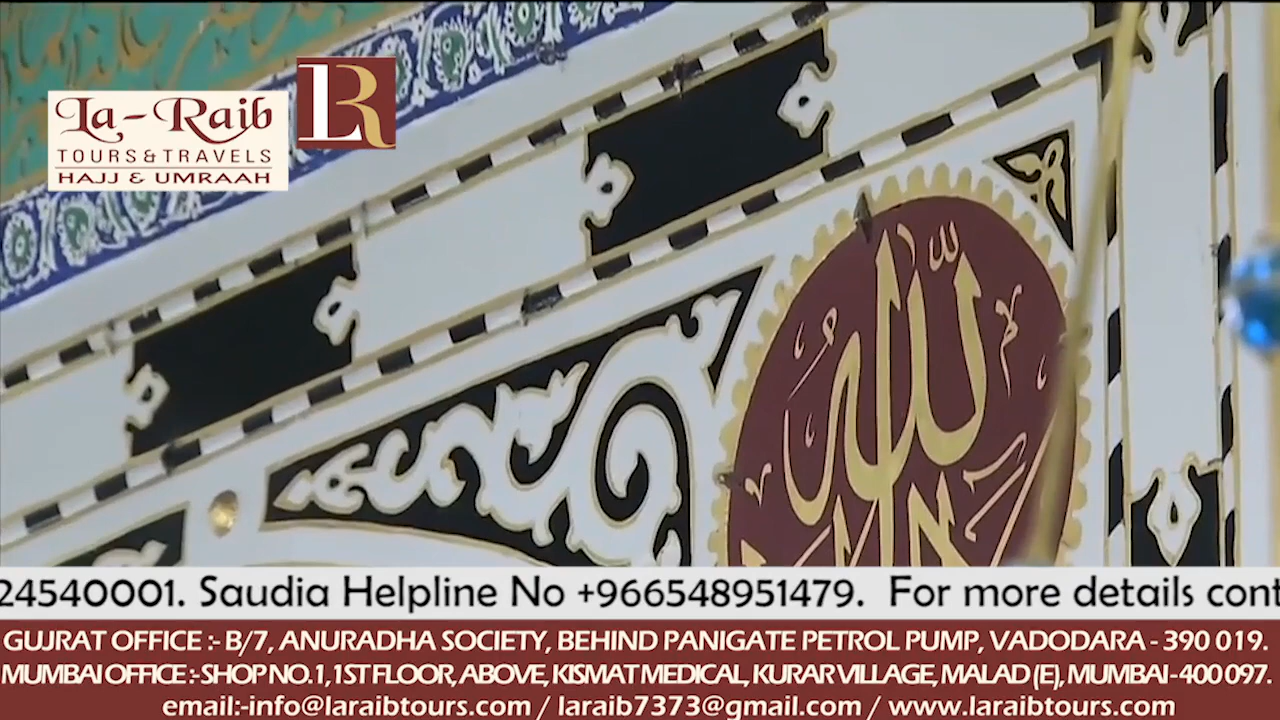 La-Raib
TOURS & TRAVELS
HAJJ & UMRAAH
LR
الله
24540001. Saudia Helpline No +966548951479. For more details cont
GUJRAT OFFICE :- B/7, ANURADHA SOCIETY, BEHIND PANIGATE PETROL PUMP, VADODARA - 390 019.
MUMBAI OFFICE :- SHOP NO. 1, 1ST FLOOR, ABOVE, KISMAT MEDICAL, KURAR VILLAGE, MALAD (E), MUMBAI - 400 097.
email:-info@laraibtours.com / laraib7373@gmail.com / www.laraibtours.com